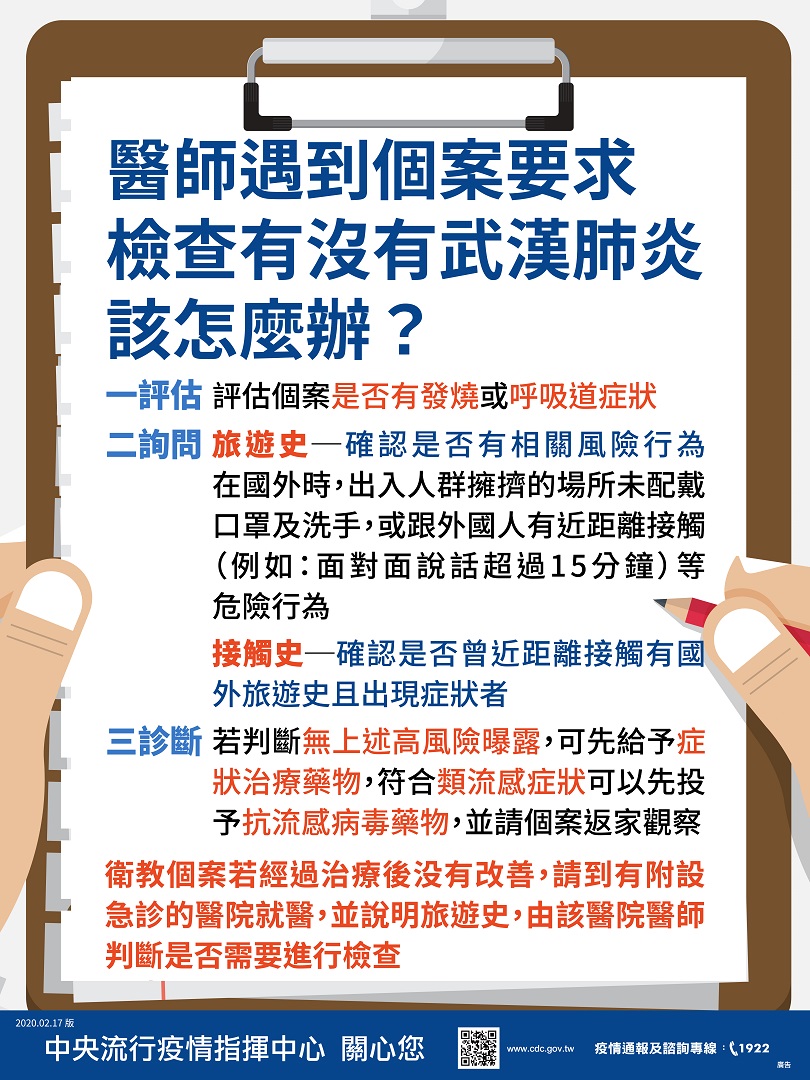 醫師遇到個案要求
檢查有沒有武漢肺炎
該怎麼辦？
一評估 評估個案是否有發燒或呼吸道症狀
二詢問 旅遊史─確認是否有相關風險行為
在國外時，出入人群擁擠的場所未配戴
口罩及洗手，或跟外國人有近距離接觸
（例如：面對面說話超過15分鐘）等
危險行為
接觸史─確認是否曾近距離接觸有國
外旅遊史且出現症狀者
三診斷 若判斷無上述高風險曝露，可先給予症
狀治療藥物，符合類流感症狀可以先投
予抗流感病毒藥物，並請個案返家觀察
衛教個案若經過治療後没有改善，請到有附設
急診的醫院就醫，並說明旅遊史，由該醫院醫師
判斷是否需要進行檢查
2020.02.17 版
中央流行疫情指揮中心 關心您
www.cdc.gov.tw
疫情通報及諮詢專線：1922
廣告